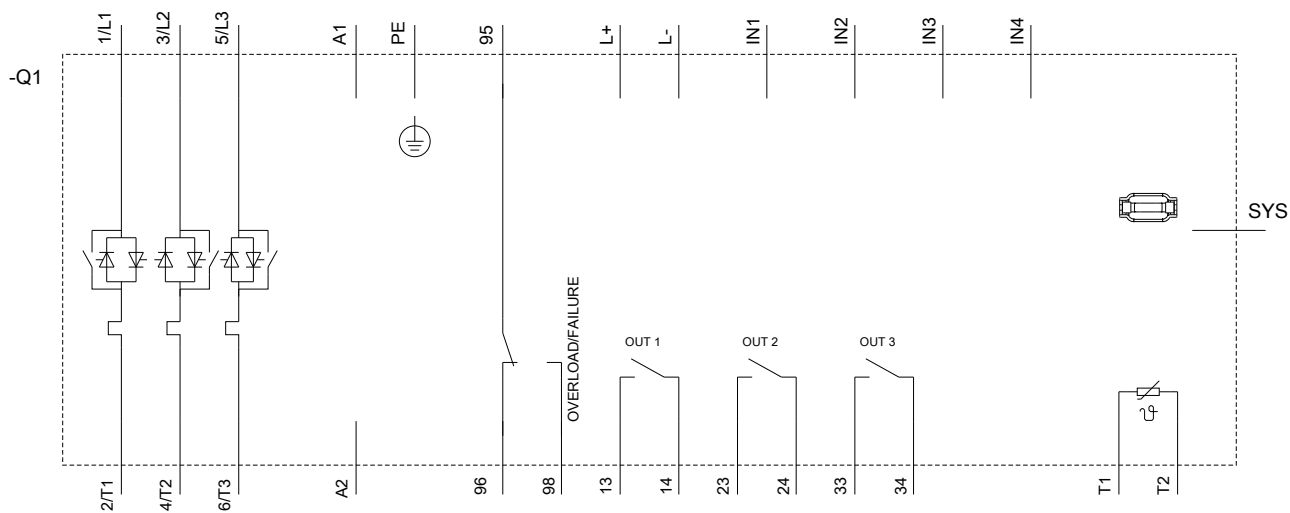 1/L1
3/L2
5/L3
A1
PE
95
L+
L-
IN1
IN2
IN3
IN4
-Q1
SYS
OVERLOAD/FAILURE
OUT 1
OUT 2
OUT 3
ϑ
2/T1
4/T2
6/T3
A2
96
98
13
14
23
24
33
34
T1
T2